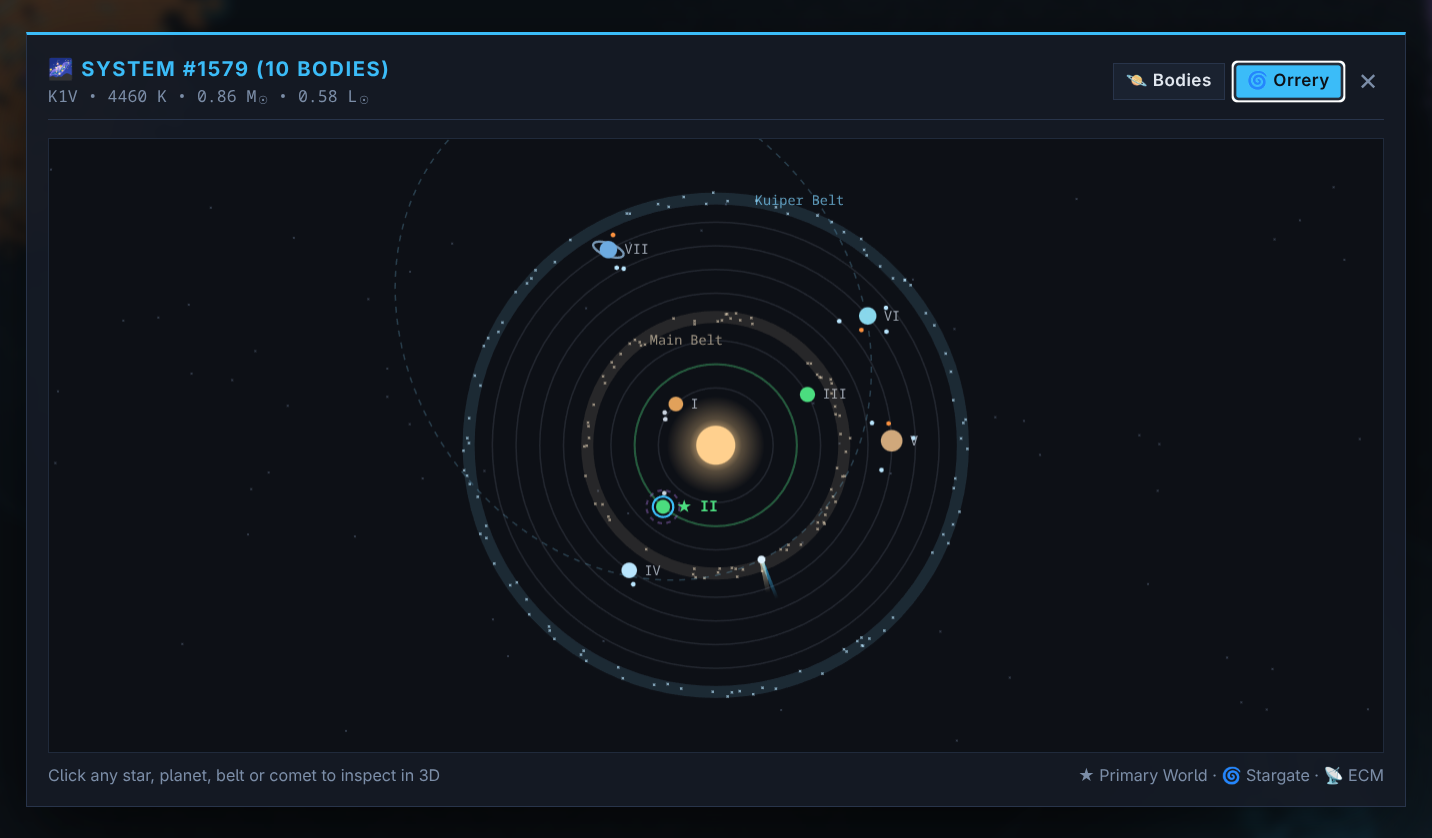 SYSTEM #1579 (10 BODIES)
K1V • 4460 K • 0.86 M☉ • 0.58 L☉
Bodies
Orrery
✕
Kuiper Belt
VII
VI
Main Belt
III
I
V
★ II
IV
Click any star, planet, belt or comet to inspect in 3D
★ Primary World · 🌀 Stargate · 📡 ECM